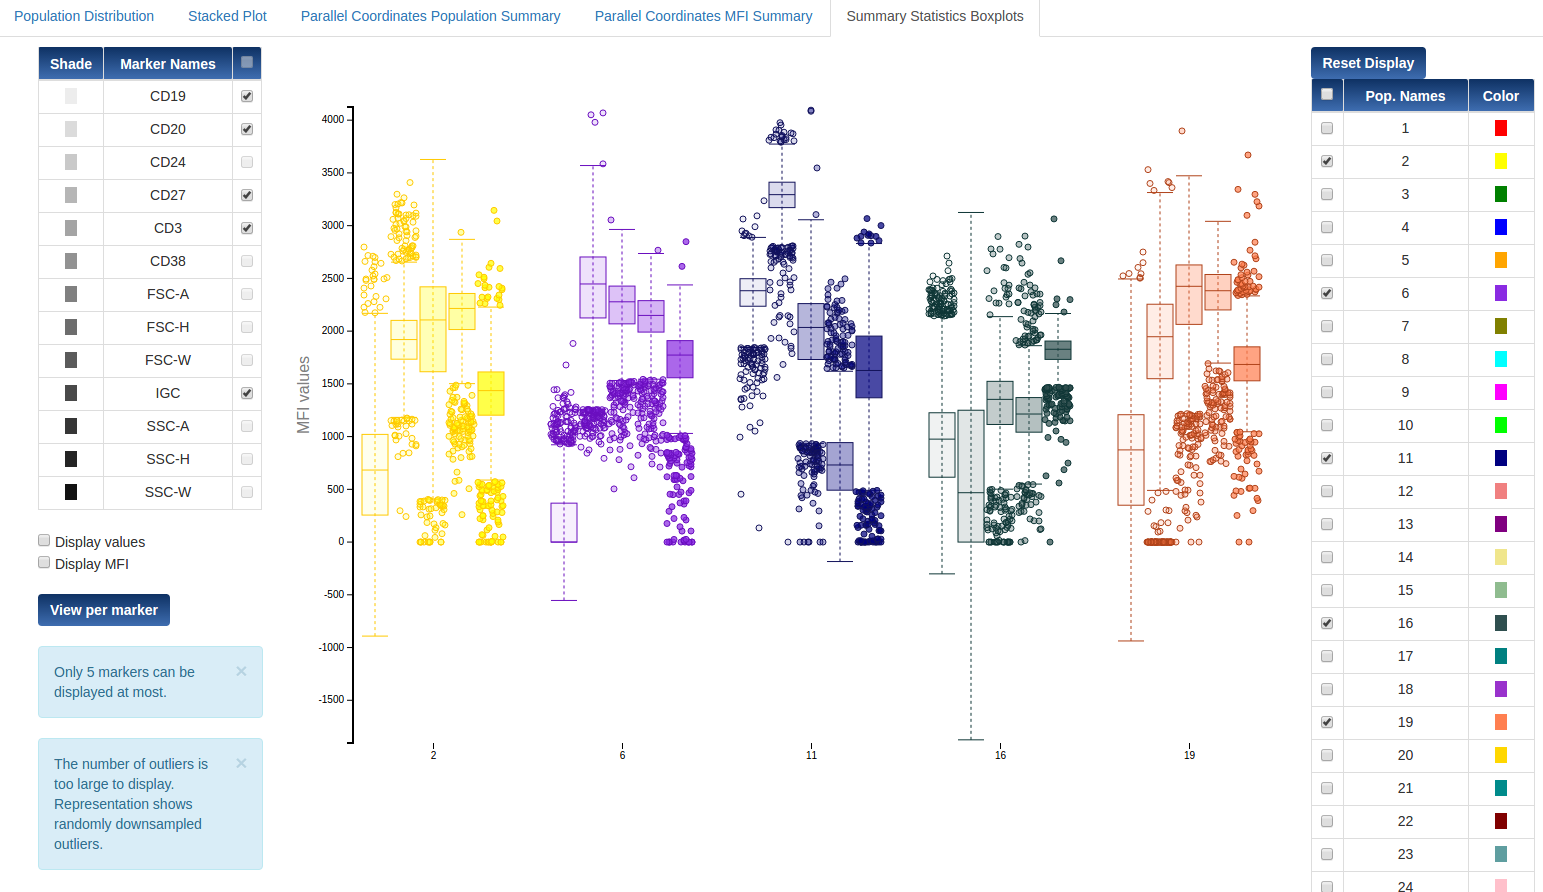 Population Distribution Stacked Plot Parallel Coordinates Population Summary Parallel Coordinates MFI Summary Summary Statistics Boxplots
Shade Marker Names
CD19
CD20
CD24
CD27
CD3
CD38
FSC-A
FSC-H
FSC-W
IGC
SSC-A
SSC-H
SSC-W
Display values
Display MFI
View per marker
Only 5 markers can be
displayed at most.
×
The number of outliers is
too large to display.
Representation shows
randomly downsampled
outliers.
×
MFI values
4000
3500
3000
2500
2000
1500
1000
500
0
-500
-1000
-1500
2 6 11 16 19
Reset Display
Pop. Names Color
1
2
3
4
5
6
7
8
9
10
11
12
13
14
15
16
17
18
19
20
21
22
23
24